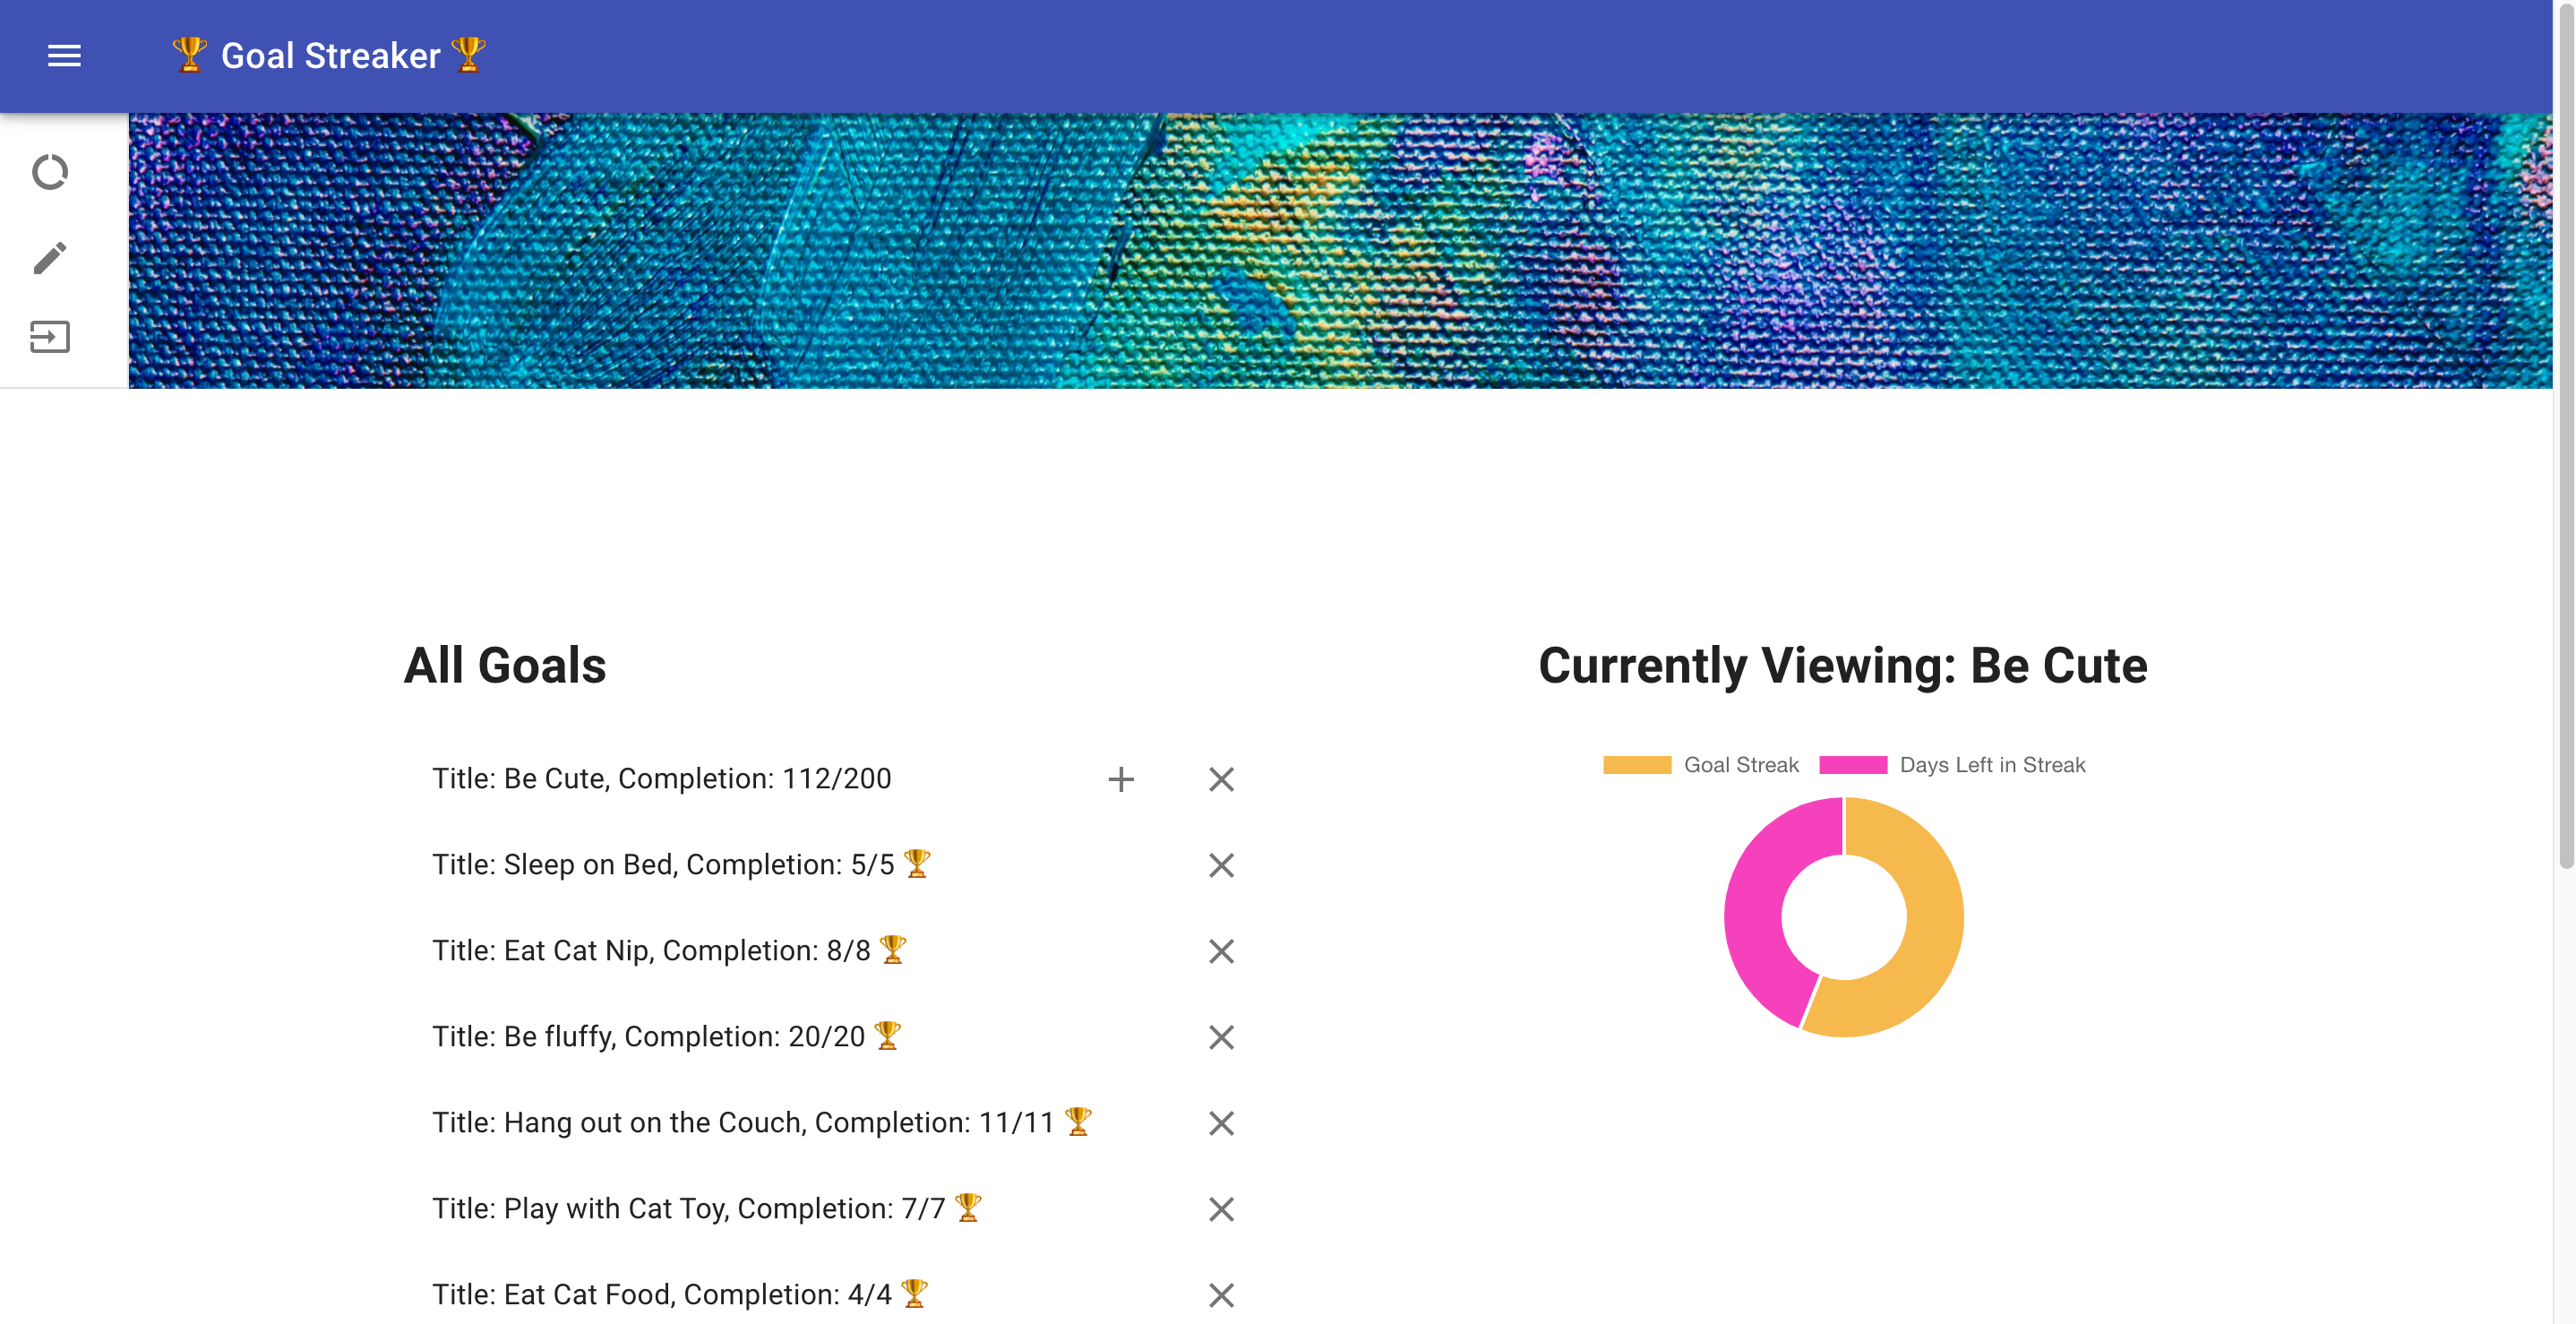 🏆 Goal Streaker 🏆
All Goals
Title: Be Cute, Completion: 112/200
Title: Sleep on Bed, Completion: 5/5 🏆
Title: Eat Cat Nip, Completion: 8/8 🏆
Title: Be fluffy, Completion: 20/20 🏆
Title: Hang out on the Couch, Completion: 11/11 🏆
Title: Play with Cat Toy, Completion: 7/7 🏆
Title: Eat Cat Food, Completion: 4/4 🏆
Currently Viewing: Be Cute
Goal Streak Days Left in Streak